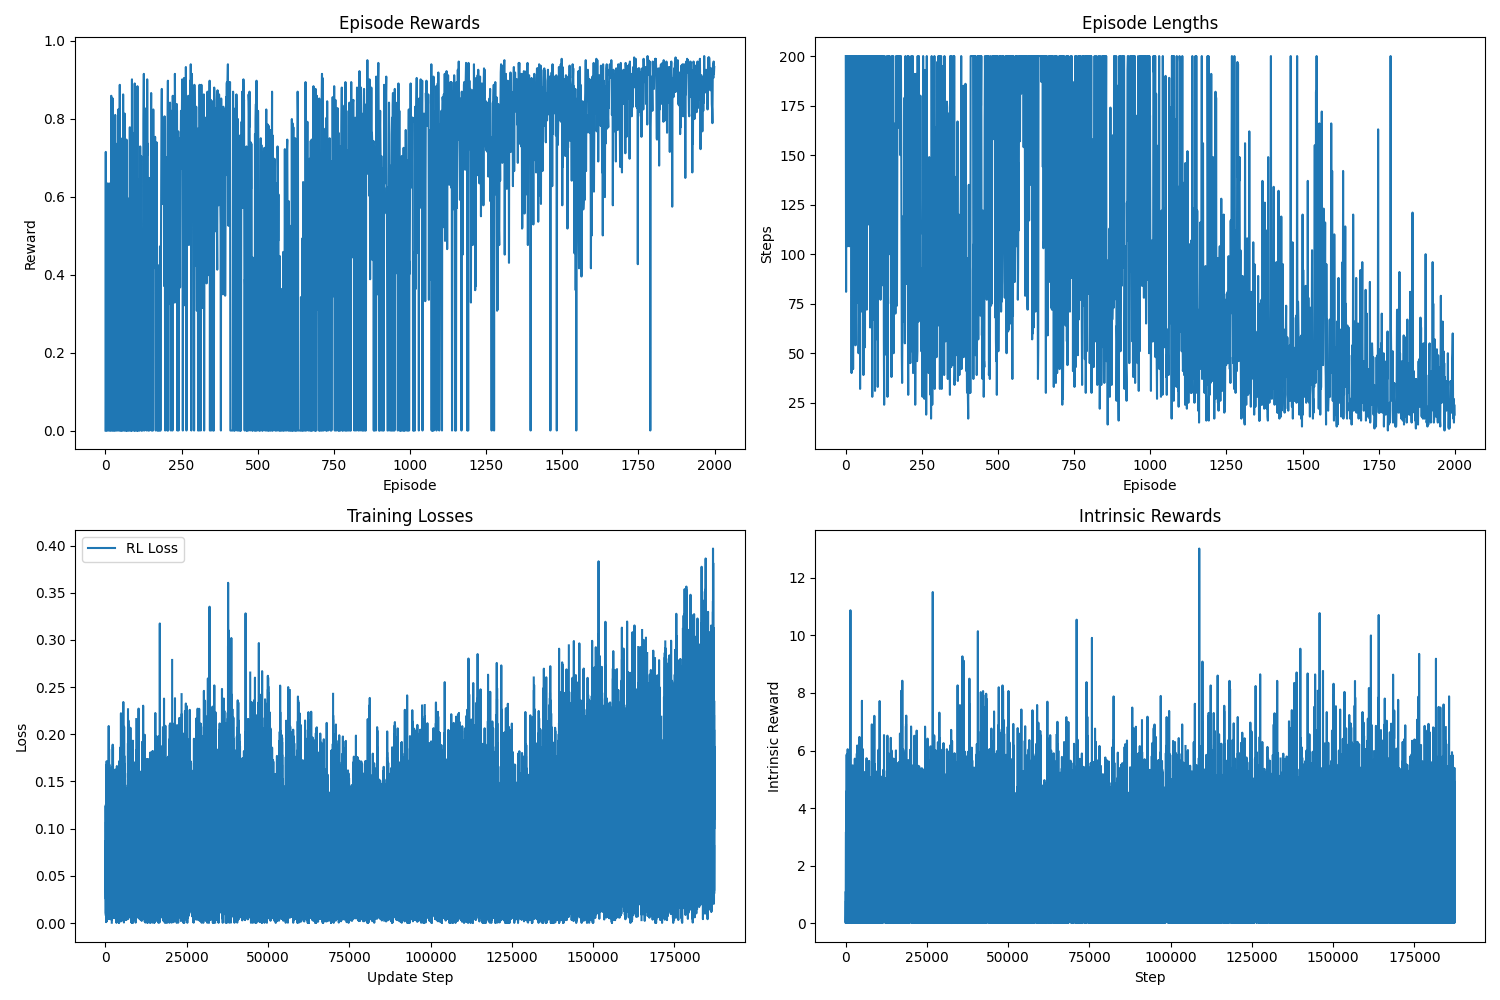 Episode Rewards
1.0
0.8
0.6
0.4
0.2
0.0
Reward
0 250 500 750 1000 1250 1500 1750 2000
Episode
Episode Lengths
200
175
150
125
100
75
50
25
Steps
0 250 500 750 1000 1250 1500 1750 2000
Episode
Training Losses
RL Loss
0.40
0.35
0.30
0.25
0.20
0.15
0.10
0.05
0.00
Loss
0 25000 50000 75000 100000 125000 150000 175000
Update Step
Intrinsic Rewards
12
10
8
6
4
2
0
Intrinsic Reward
0 25000 50000 75000 100000 125000 150000 175000
Step